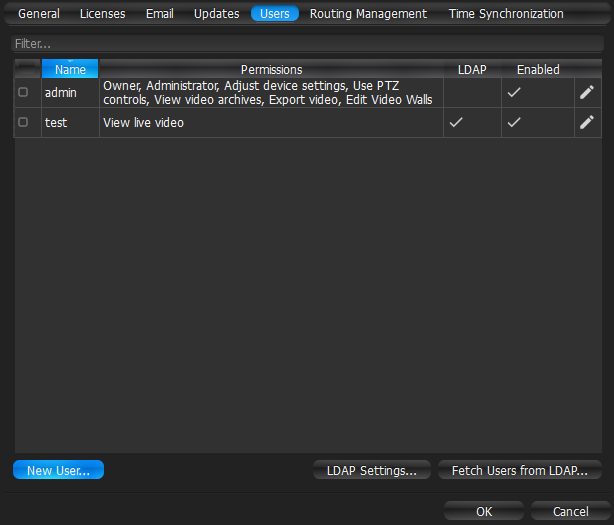 General Licenses Email Updates Users Routing Management Time Synchronization
Filter...
Name Permissions LDAP Enabled
admin Owner, Administrator, Adjust device settings, Use PTZ
controls, View video archives, Export video, Edit Video Walls
test View live video
New User... LDAP Settings... Fetch Users from LDAP...
OK Cancel